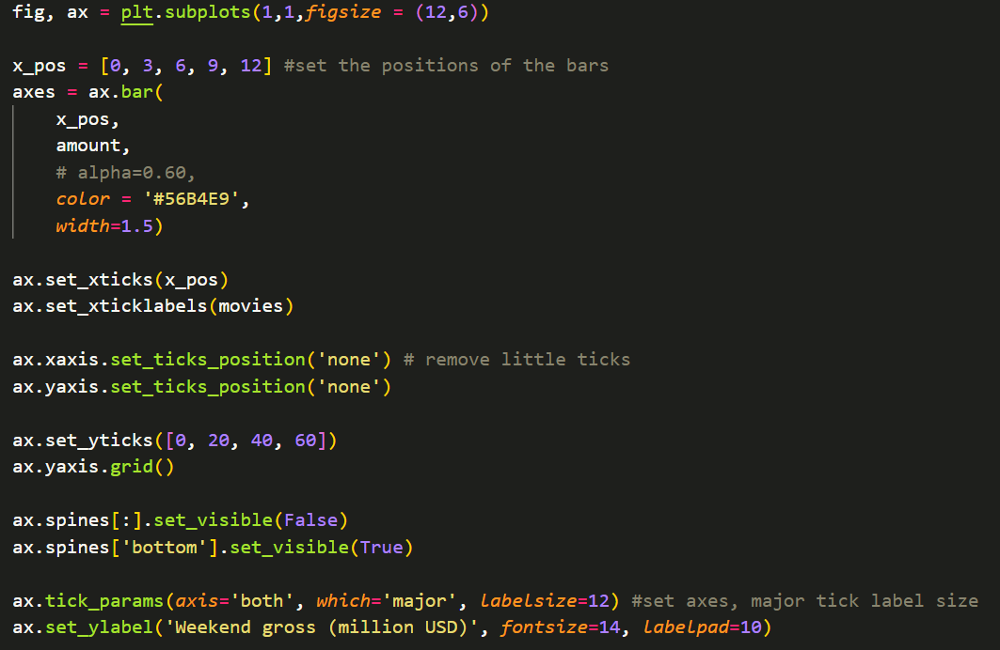 fig, ax = plt.subplots(1,1,figsize = (12,6))
x_pos = [0, 3, 6, 9, 12] #set the positions of the bars
axes = ax.bar(
    x_pos,
    amount,
    # alpha=0.60,
    color = '#56B4E9',
    width=1.5)
ax.set_xticks(x_pos)
ax.set_xticklabels(movies)
ax.xaxis.set_ticks_position('none') # remove little ticks
ax.yaxis.set_ticks_position('none')
ax.set_yticks([0, 20, 40, 60])
ax.yaxis.grid()
ax.spines[:].set_visible(False)
ax.spines['bottom'].set_visible(True)
ax.tick_params(axis='both', which='major', labelsize=12) #set axes, major tick label size
ax.set_ylabel('Weekend gross (million USD)', fontsize=14, labelpad=10)